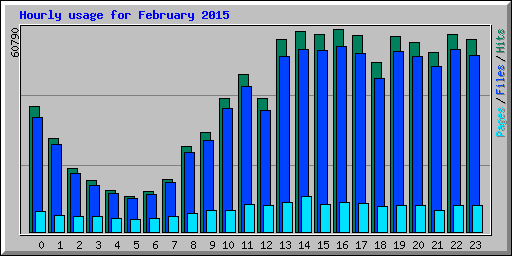 Hourly usage for February 2015
60790
Pages/Files/Hits
0 1 2 3 4 5 6 7 8 9 10 11 12 13 14 15 16 17 18 19 20 21 22 23